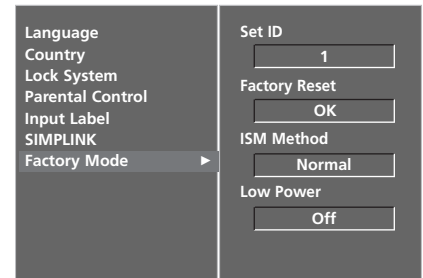 Language
Country
Lock System
Parental Control
Input Label
SIMPLINK
Factory Mode ►
Set ID
1
Factory Reset
OK
ISM Method
Normal
Low Power
Off